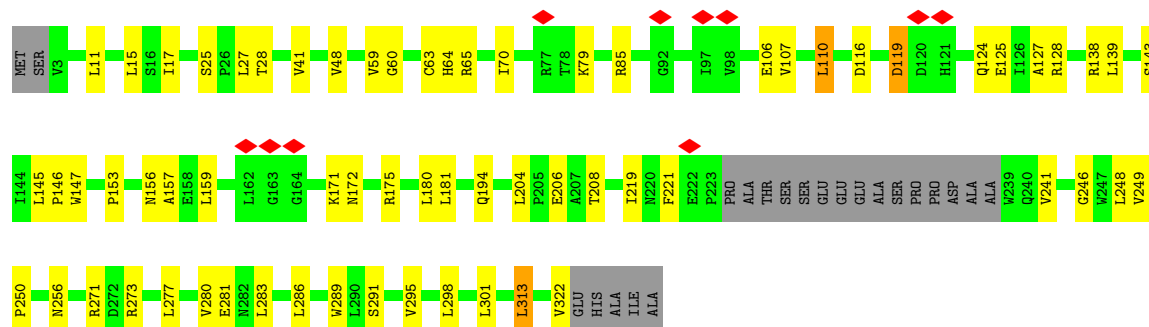 MET SER V3 L11 L15 S16 I17 S25 P26 L27 T28 V41 V48 V59 G60 C63 H64 R65 I70 R77 T78 K79 R85 G92 I97 V98 E106 V107 L110 D116 D119 D120 H121 Q124 E125 I126 A127 R128 R138 L139 S143
I144 L145 P146 W147 P153 N156 A157 E158 L159 L162 G163 G164 K171 N172 R175 L180 L181 Q194 L204 P205 E206 A207 T208 I219 N220 F221 E222 P223 PRO ALA THR SER SER GLU GLU GLU ALA SER PRO PRO ASP ALA ALA W239 Q240 V241 G246 W247 L248 V249
P250 N256 R271 D272 R273 L277 V280 E281 N282 L283 L286 W289 L290 S291 V295 L298 L301 L313 V322 GLU HIS ALA ILE ALA